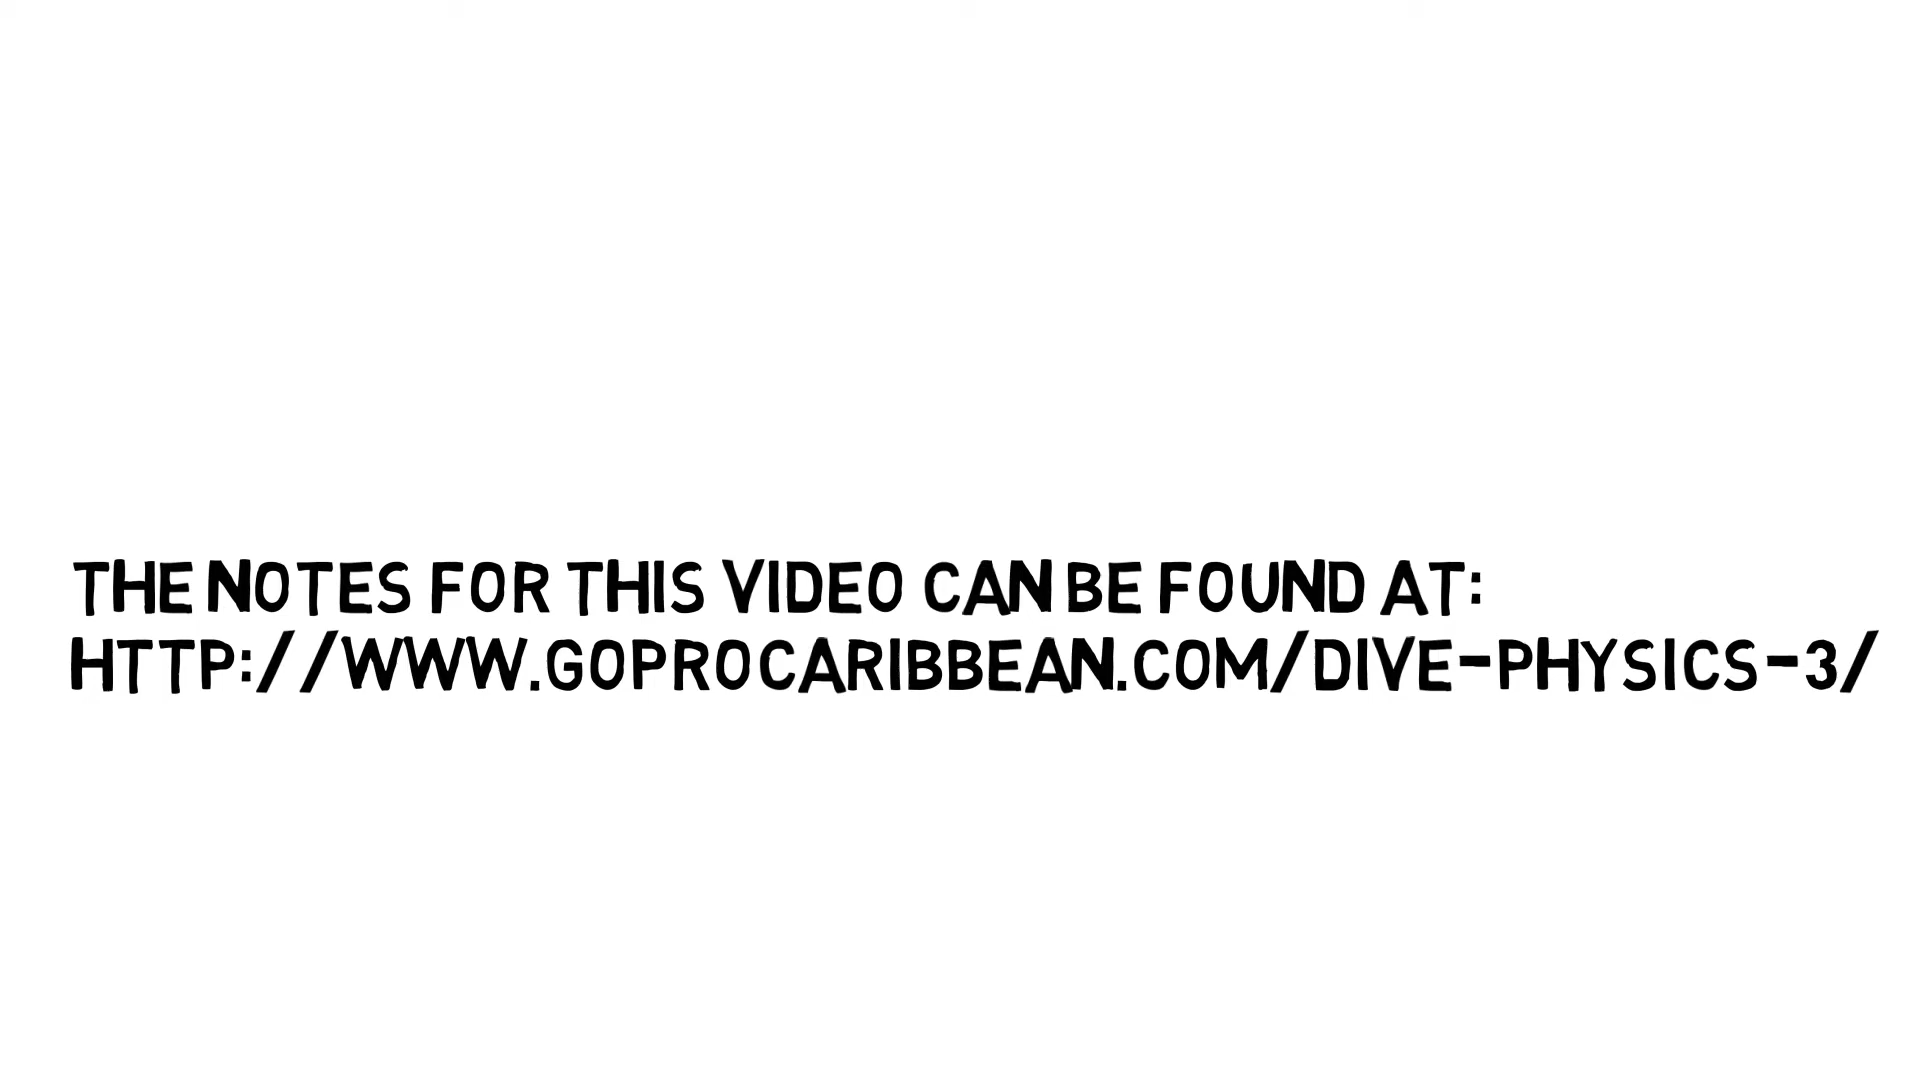 THE NOTES FOR THIS VIDEO CAN BE FOUND AT:
HTTP://WWW.GOPROCARIBBEAN.COM/DIVE-PHYSICS-3/